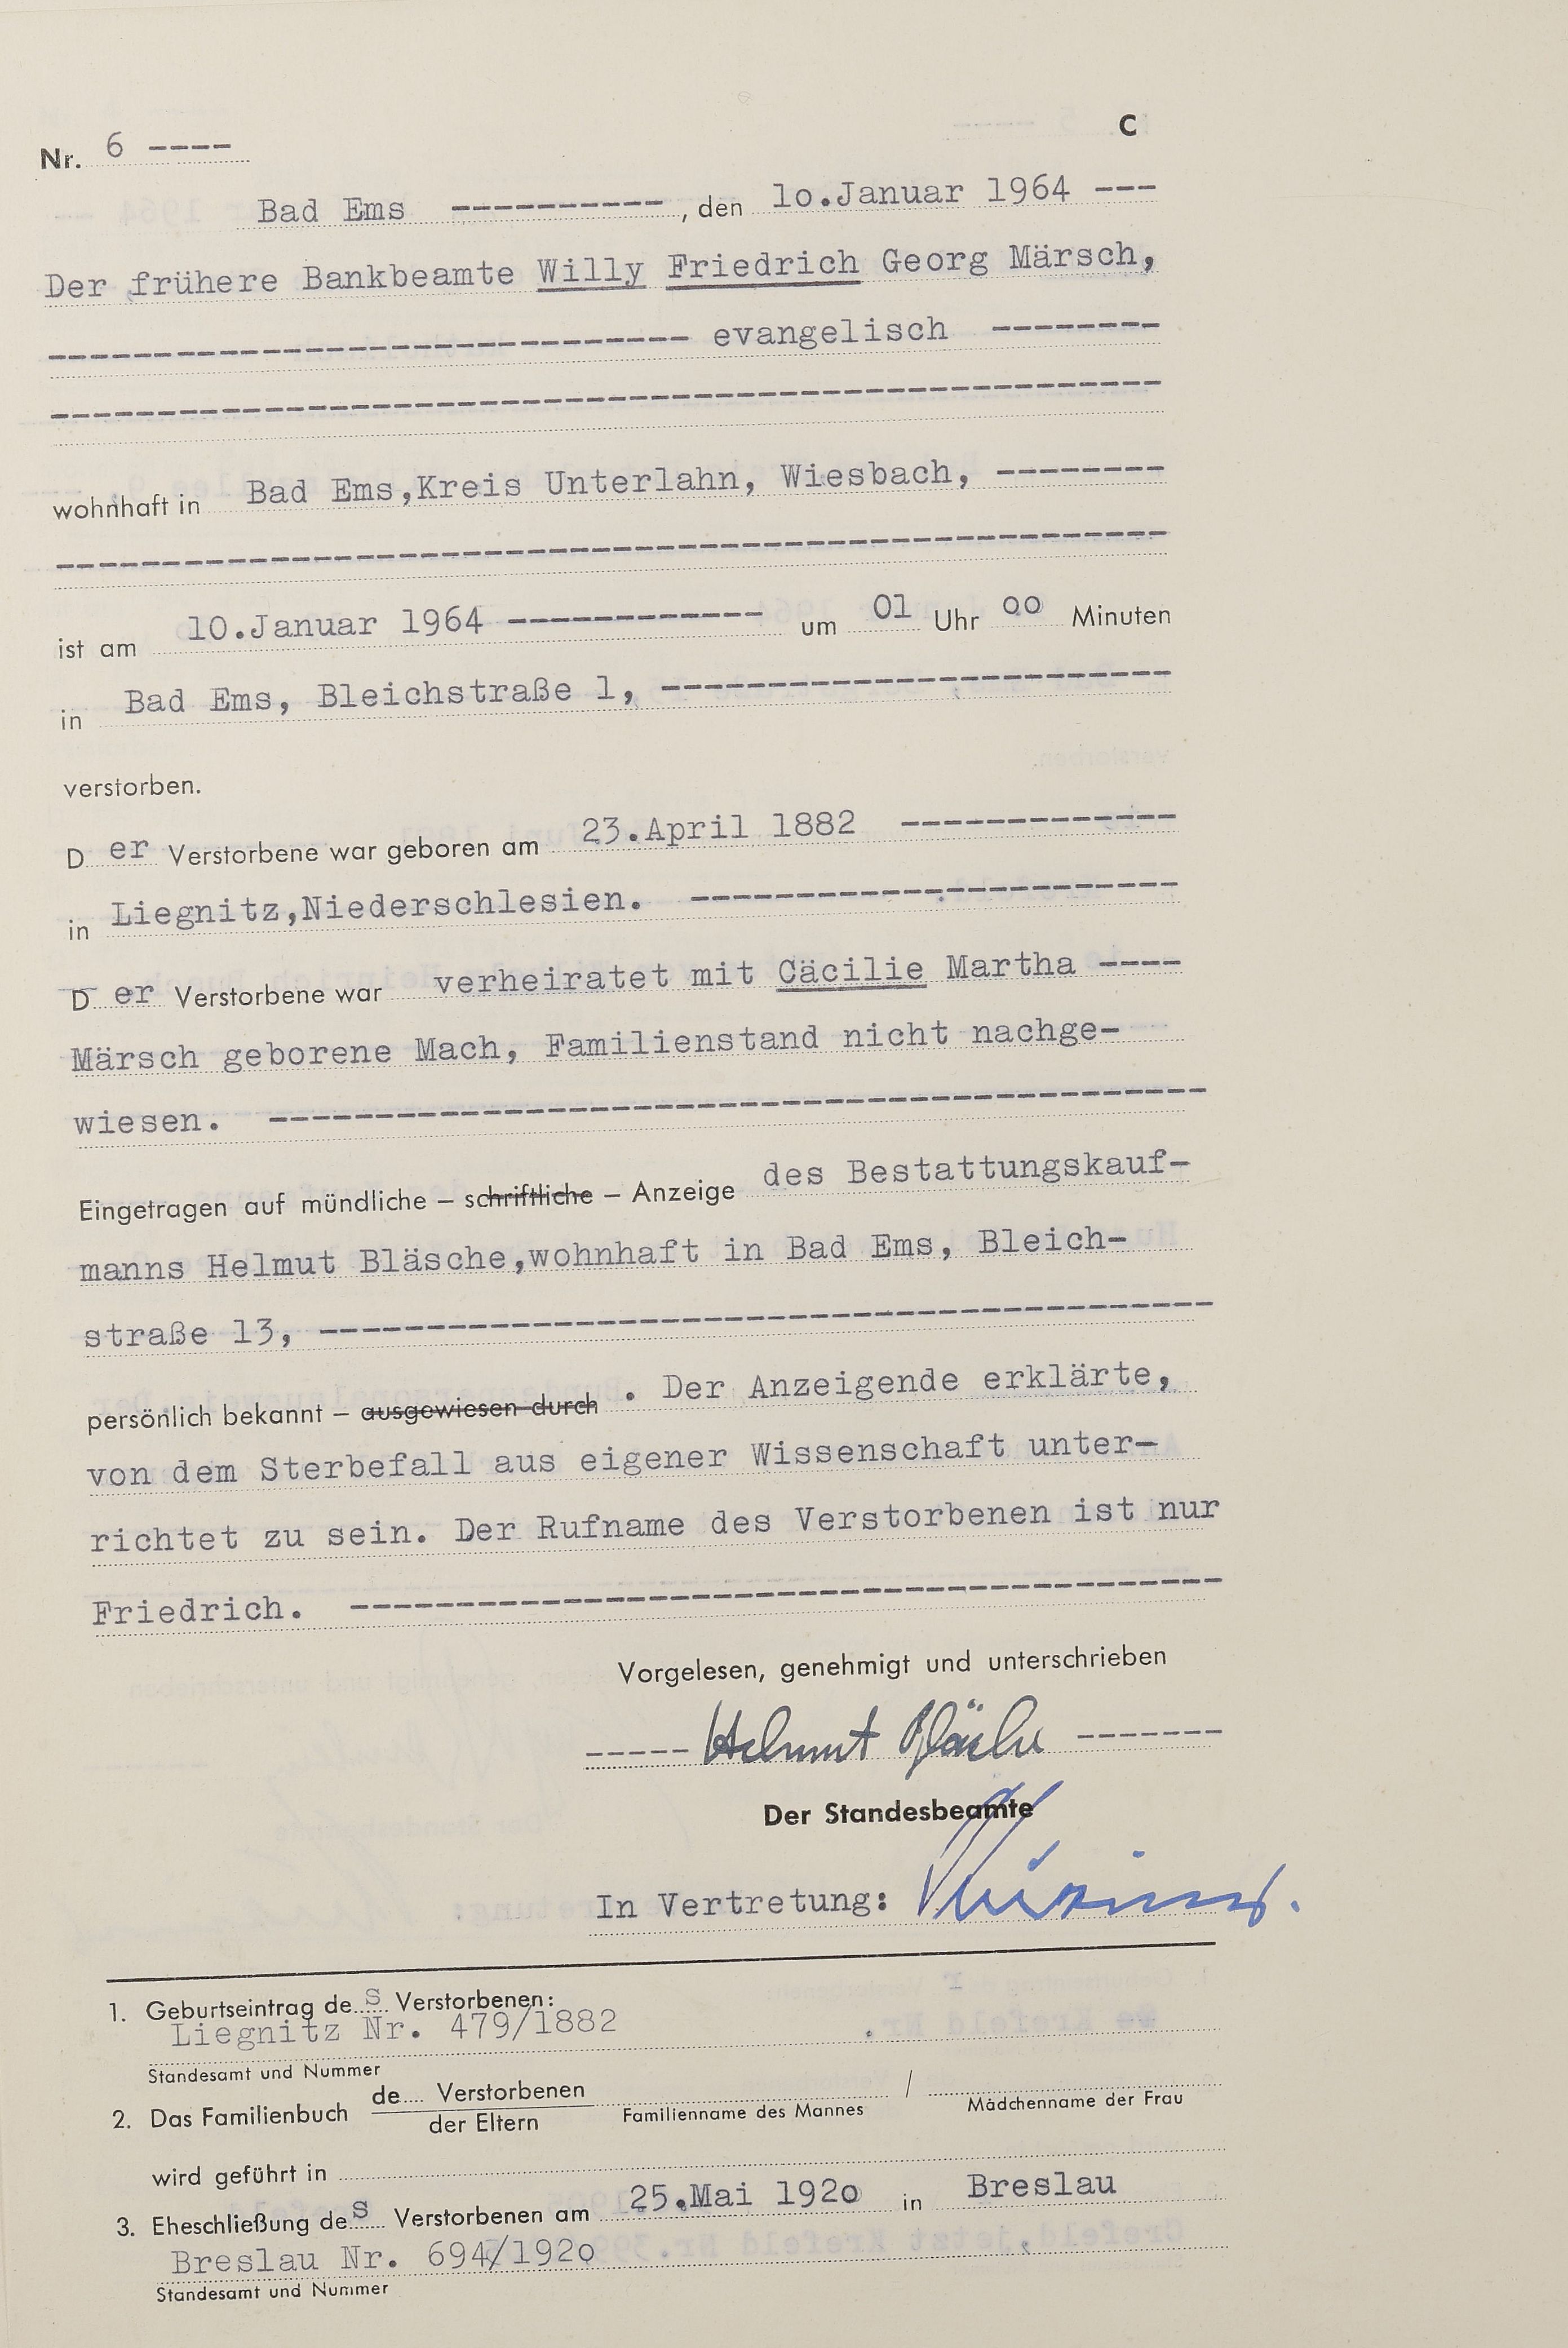 C
Nr. 6 ----
Bad Ems ----------, den 1o.Januar 1964 ---
Der frühere Bankbeamte Willy Friedrich Georg Märsch,
------------------------------ evangelisch --------
----------------------------------------------------
wohnhaft in Bad Ems,Kreis Unterlahn, Wiesbach, --------
----------------------------------------------------
ist am 10.Januar 1964 ------------ um 01 Uhr oo Minuten
in Bad Ems, Bleichstraße 1, ------------------------
verstorben.
D er Verstorbene war geboren am 23.April 1882 -------------
in Liegnitz,Niederschlesien. -----------------------
D er Verstorbene war verheiratet mit Cäcilie Martha ----
Märsch geborene Mach, Familienstand nicht nachge-
wiesen. --------------------------------------------
Eingetragen auf mündliche – schriftliche – Anzeige des Bestattungskauf-
manns Helmut Bläsche,wohnhaft in Bad Ems, Bleich-
straße 13, ------------------------------------------
persönlich bekannt – ausgewiesen durch . Der Anzeigende erklärte,
von dem Sterbefall aus eigener Wissenschaft unter-
richtet zu sein. Der Rufname des Verstorbenen ist nur
Friedrich. -----------------------------------------
Vorgelesen, genehmigt und unterschrieben
----- Helmut Bläsche -------
Der Standesbeamte
In Vertretung:
1. Geburtseintrag des Verstorbenen:
Liegnitz Nr. 479/1882
Standesamt und Nummer
2. Das Familienbuch de.... Verstorbenen /
der Eltern Familienname des Mannes Mädchenname der Frau
wird geführt in
3. Eheschließung des Verstorbenen am 25.Mai 192o in Breslau
Breslau Nr. 694/192o
Standesamt und Nummer